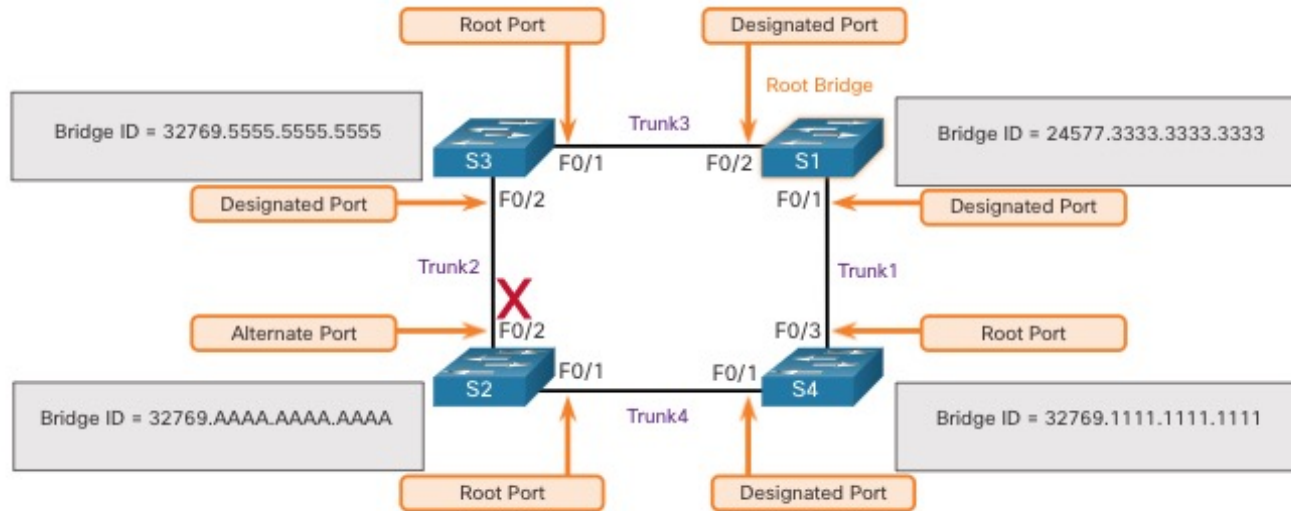 Root Port
Designated Port
Root Bridge
Bridge ID = 32769.5555.5555.5555
Trunk3
Bridge ID = 24577.3333.3333.3333
S3
F0/1
F0/2
S1
Designated Port
F0/2
F0/1
Designated Port
Trunk2
Trunk1
X
Alternate Port
F0/2
F0/3
Root Port
S2
F0/1
F0/1
S4
Bridge ID = 32769.AAAA.AAAA.AAAA
Trunk4
Bridge ID = 32769.1111.1111.1111
Root Port
Designated Port